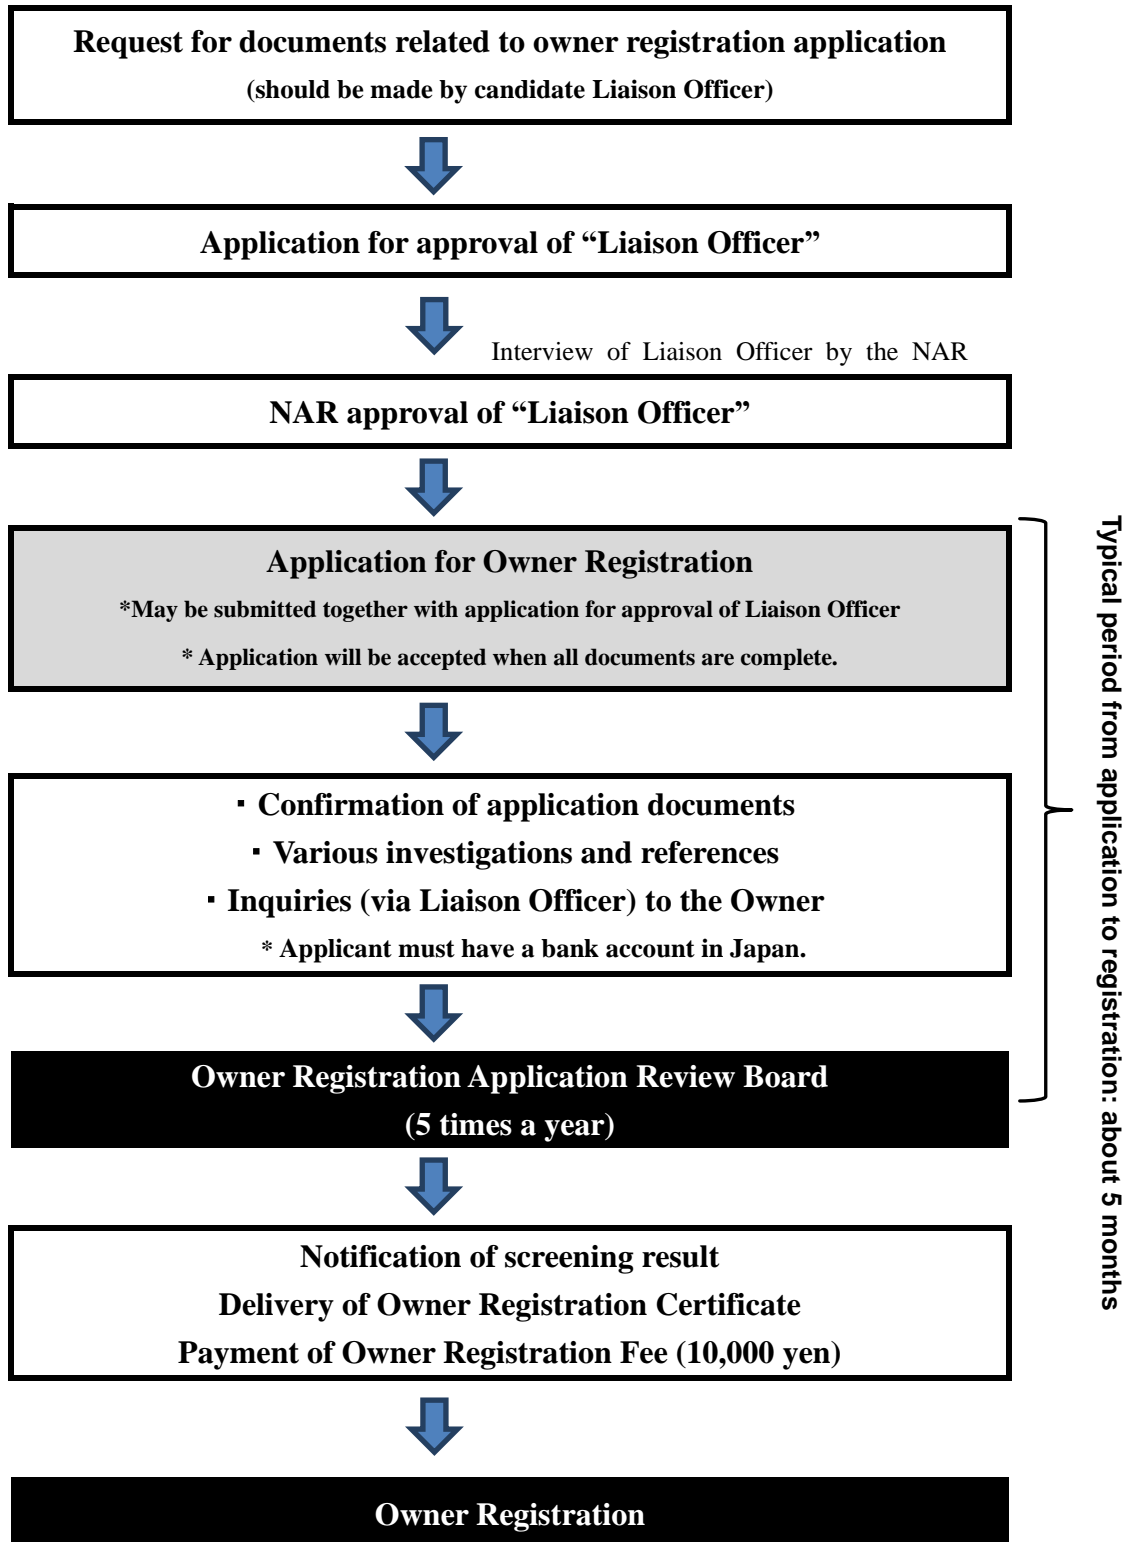 Request for documents related to owner registration application
(should be made by candidate Liaison Officer)
Application for approval of “Liaison Officer”
Interview of Liaison Officer by the NAR
NAR approval of “Liaison Officer”
Application for Owner Registration
*May be submitted together with application for approval of Liaison Officer
* Application will be accepted when all documents are complete.
・Confirmation of application documents
・Various investigations and references
・Inquiries (via Liaison Officer) to the Owner
* Applicant must have a bank account in Japan.
Owner Registration Application Review Board
(5 times a year)
Typical period from application to registration: about 5 months
Notification of screening result
Delivery of Owner Registration Certificate
Payment of Owner Registration Fee (10,000 yen)
Owner Registration